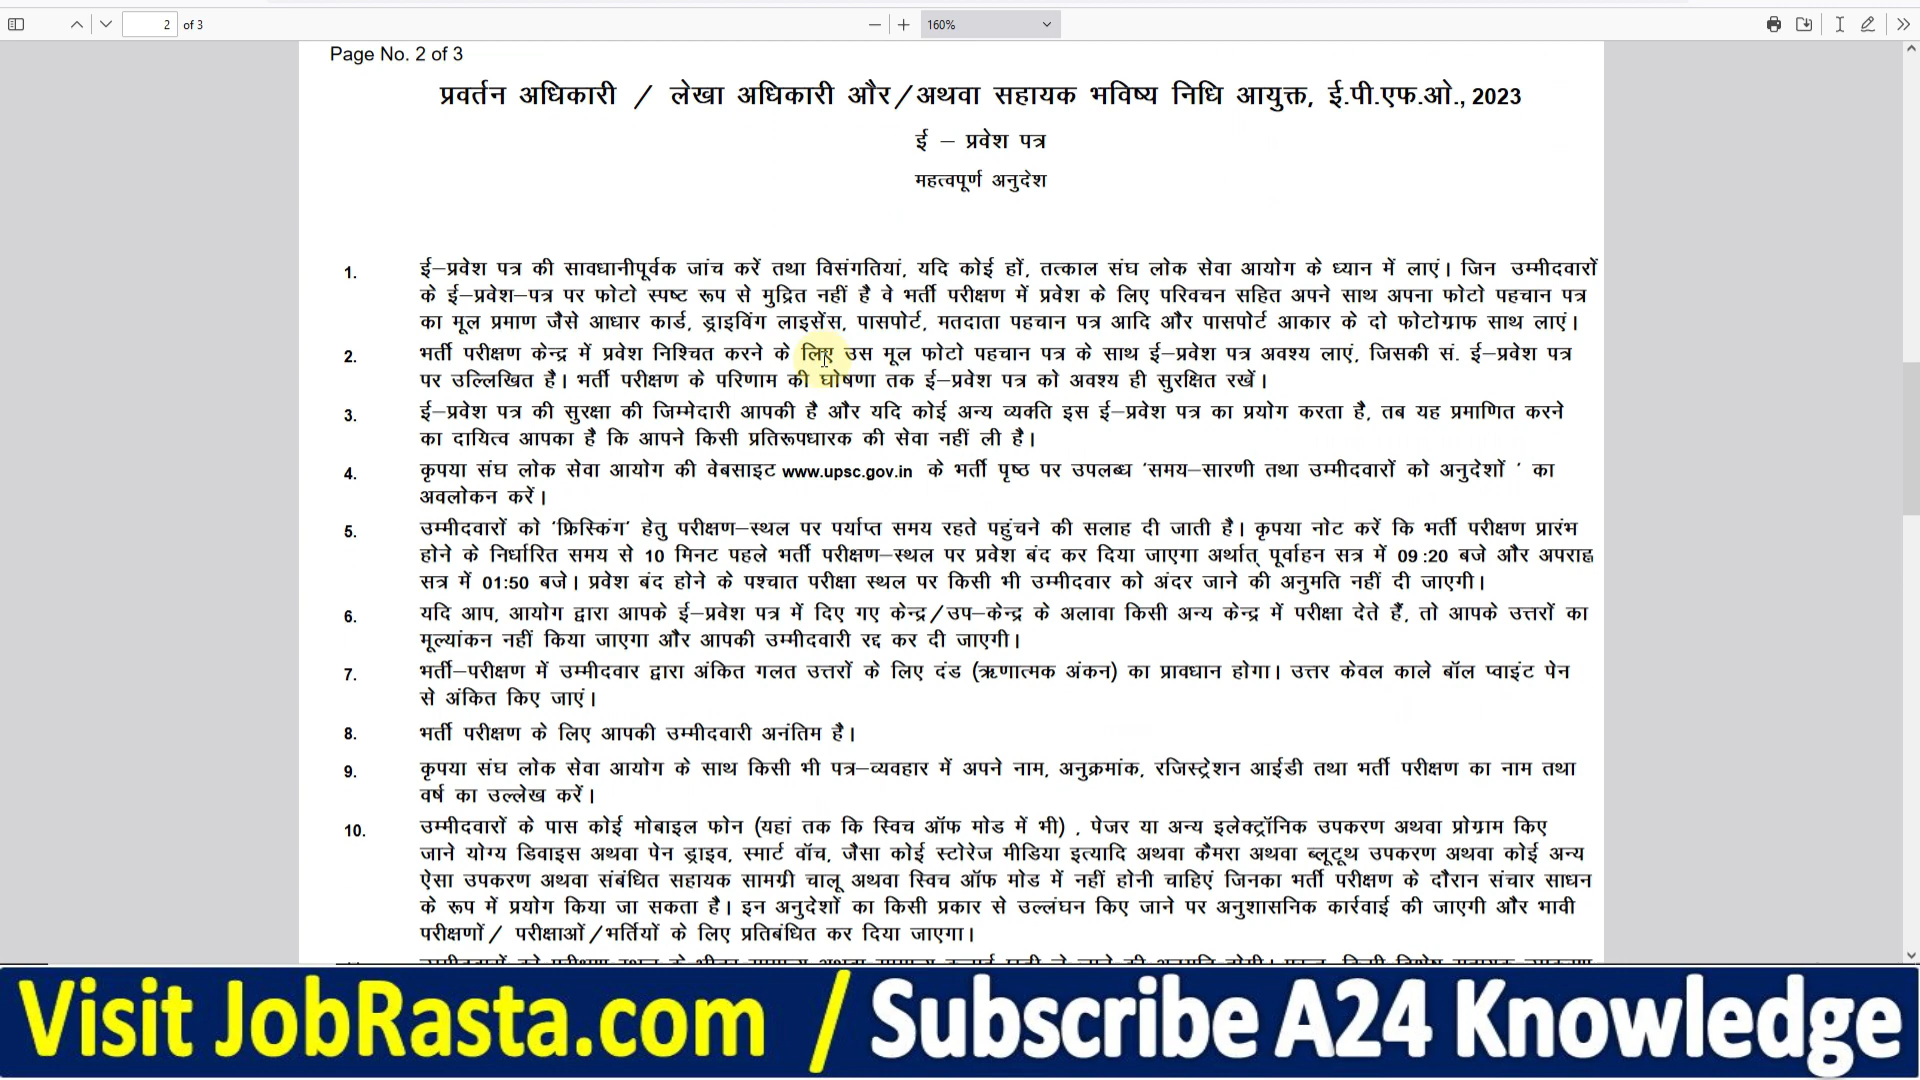 2 of 3
160%
Page No. 2 of 3
प्रवर्तन अधिकारी / लेखा अधिकारी और/अथवा सहायक भविष्य निधि आयुक्त, ई.पी.एफ.ओ., 2023
ई – प्रवेश पत्र
महत्वपूर्ण अनुदेश
1. ई–प्रवेश पत्र की सावधानीपूर्वक जांच करें तथा विसंगतियां, यदि कोई हों, तत्काल संघ लोक सेवा आयोग के ध्यान में लाएं। जिन उम्मीदवारों
के ई–प्रवेश–पत्र पर फोटो स्पष्ट रूप से मुद्रित नहीं है वे भर्ती परीक्षण में प्रवेश के लिए परिवचन सहित अपने साथ अपना फोटो पहचान पत्र
का मूल प्रमाण जैसे आधार कार्ड, ड्राइविंग लाइसेंस, पासपोर्ट, मतदाता पहचान पत्र आदि और पासपोर्ट आकार के दो फोटोग्राफ साथ लाएं।
2. भर्ती परीक्षण केन्द्र में प्रवेश निश्चित करने के लिए उस मूल फोटो पहचान पत्र के साथ ई–प्रवेश पत्र अवश्य लाएं, जिसकी सं. ई–प्रवेश पत्र
पर उल्लिखित है। भर्ती परीक्षण के परिणाम की घोषणा तक ई–प्रवेश पत्र को अवश्य ही सुरक्षित रखें।
3. ई–प्रवेश पत्र की सुरक्षा की जिम्मेदारी आपकी है और यदि कोई अन्य व्यक्ति इस ई–प्रवेश पत्र का प्रयोग करता है, तब यह प्रमाणित करने
का दायित्व आपका है कि आपने किसी प्रतिरूपधारक की सेवा नहीं ली है।
4. कृपया संघ लोक सेवा आयोग की वेबसाइट www.upsc.gov.in के भर्ती पृष्ठ पर उपलब्ध 'समय–सारणी तथा उम्मीदवारों को अनुदेशों ' का
अवलोकन करें।
5. उम्मीदवारों को 'फ्रिस्किंग' हेतु परीक्षण–स्थल पर पर्याप्त समय रहते पहुंचने की सलाह दी जाती है। कृपया नोट करें कि भर्ती परीक्षण प्रारंभ
होने के निर्धारित समय से 10 मिनट पहले भर्ती परीक्षण–स्थल पर प्रवेश बंद कर दिया जाएगा अर्थात् पूर्वाहन सत्र में 09 :20 बजे और अपराह्न
सत्र में 01:50 बजे। प्रवेश बंद होने के पश्चात परीक्षा स्थल पर किसी भी उम्मीदवार को अंदर जाने की अनुमति नहीं दी जाएगी।
6. यदि आप, आयोग द्वारा आपके ई–प्रवेश पत्र में दिए गए केन्द्र/उप–केन्द्र के अलावा किसी अन्य केन्द्र में परीक्षा देते हैं, तो आपके उत्तरों का
मूल्यांकन नहीं किया जाएगा और आपकी उम्मीदवारी रद्द कर दी जाएगी।
7. भर्ती–परीक्षण में उम्मीदवार द्वारा अंकित गलत उत्तरों के लिए दंड (ऋणात्मक अंकन) का प्रावधान होगा। उत्तर केवल काले बॉल प्वाइंट पेन
से अंकित किए जाएं।
8. भर्ती परीक्षण के लिए आपकी उम्मीदवारी अनंतिम है।
9. कृपया संघ लोक सेवा आयोग के साथ किसी भी पत्र–व्यवहार में अपने नाम, अनुक्रमांक, रजिस्ट्रेशन आईडी तथा भर्ती परीक्षण का नाम तथा
वर्ष का उल्लेख करें।
10. उम्मीदवारों के पास कोई मोबाइल फोन (यहां तक कि स्विच ऑफ मोड में भी) , पेजर या अन्य इलेक्ट्रॉनिक उपकरण अथवा प्रोग्राम किए
जाने योग्य डिवाइस अथवा पेन ड्राइव, स्मार्ट वॉच, जैसा कोई स्टोरेज मीडिया इत्यादि अथवा कैमरा अथवा ब्लूटूथ उपकरण अथवा कोई अन्य
ऐसा उपकरण अथवा संबंधित सहायक सामग्री चालू अथवा स्विच ऑफ मोड में नहीं होनी चाहिएं जिनका भर्ती परीक्षण के दौरान संचार साधन
के रूप में प्रयोग किया जा सकता है। इन अनुदेशों का किसी प्रकार से उल्लंघन किए जाने पर अनुशासनिक कार्रवाई की जाएगी और भावी
परीक्षणों/ परीक्षाओं/भर्तियों के लिए प्रतिबंधित कर दिया जाएगा।
Visit JobRasta.com / Subscribe A24 Knowledge